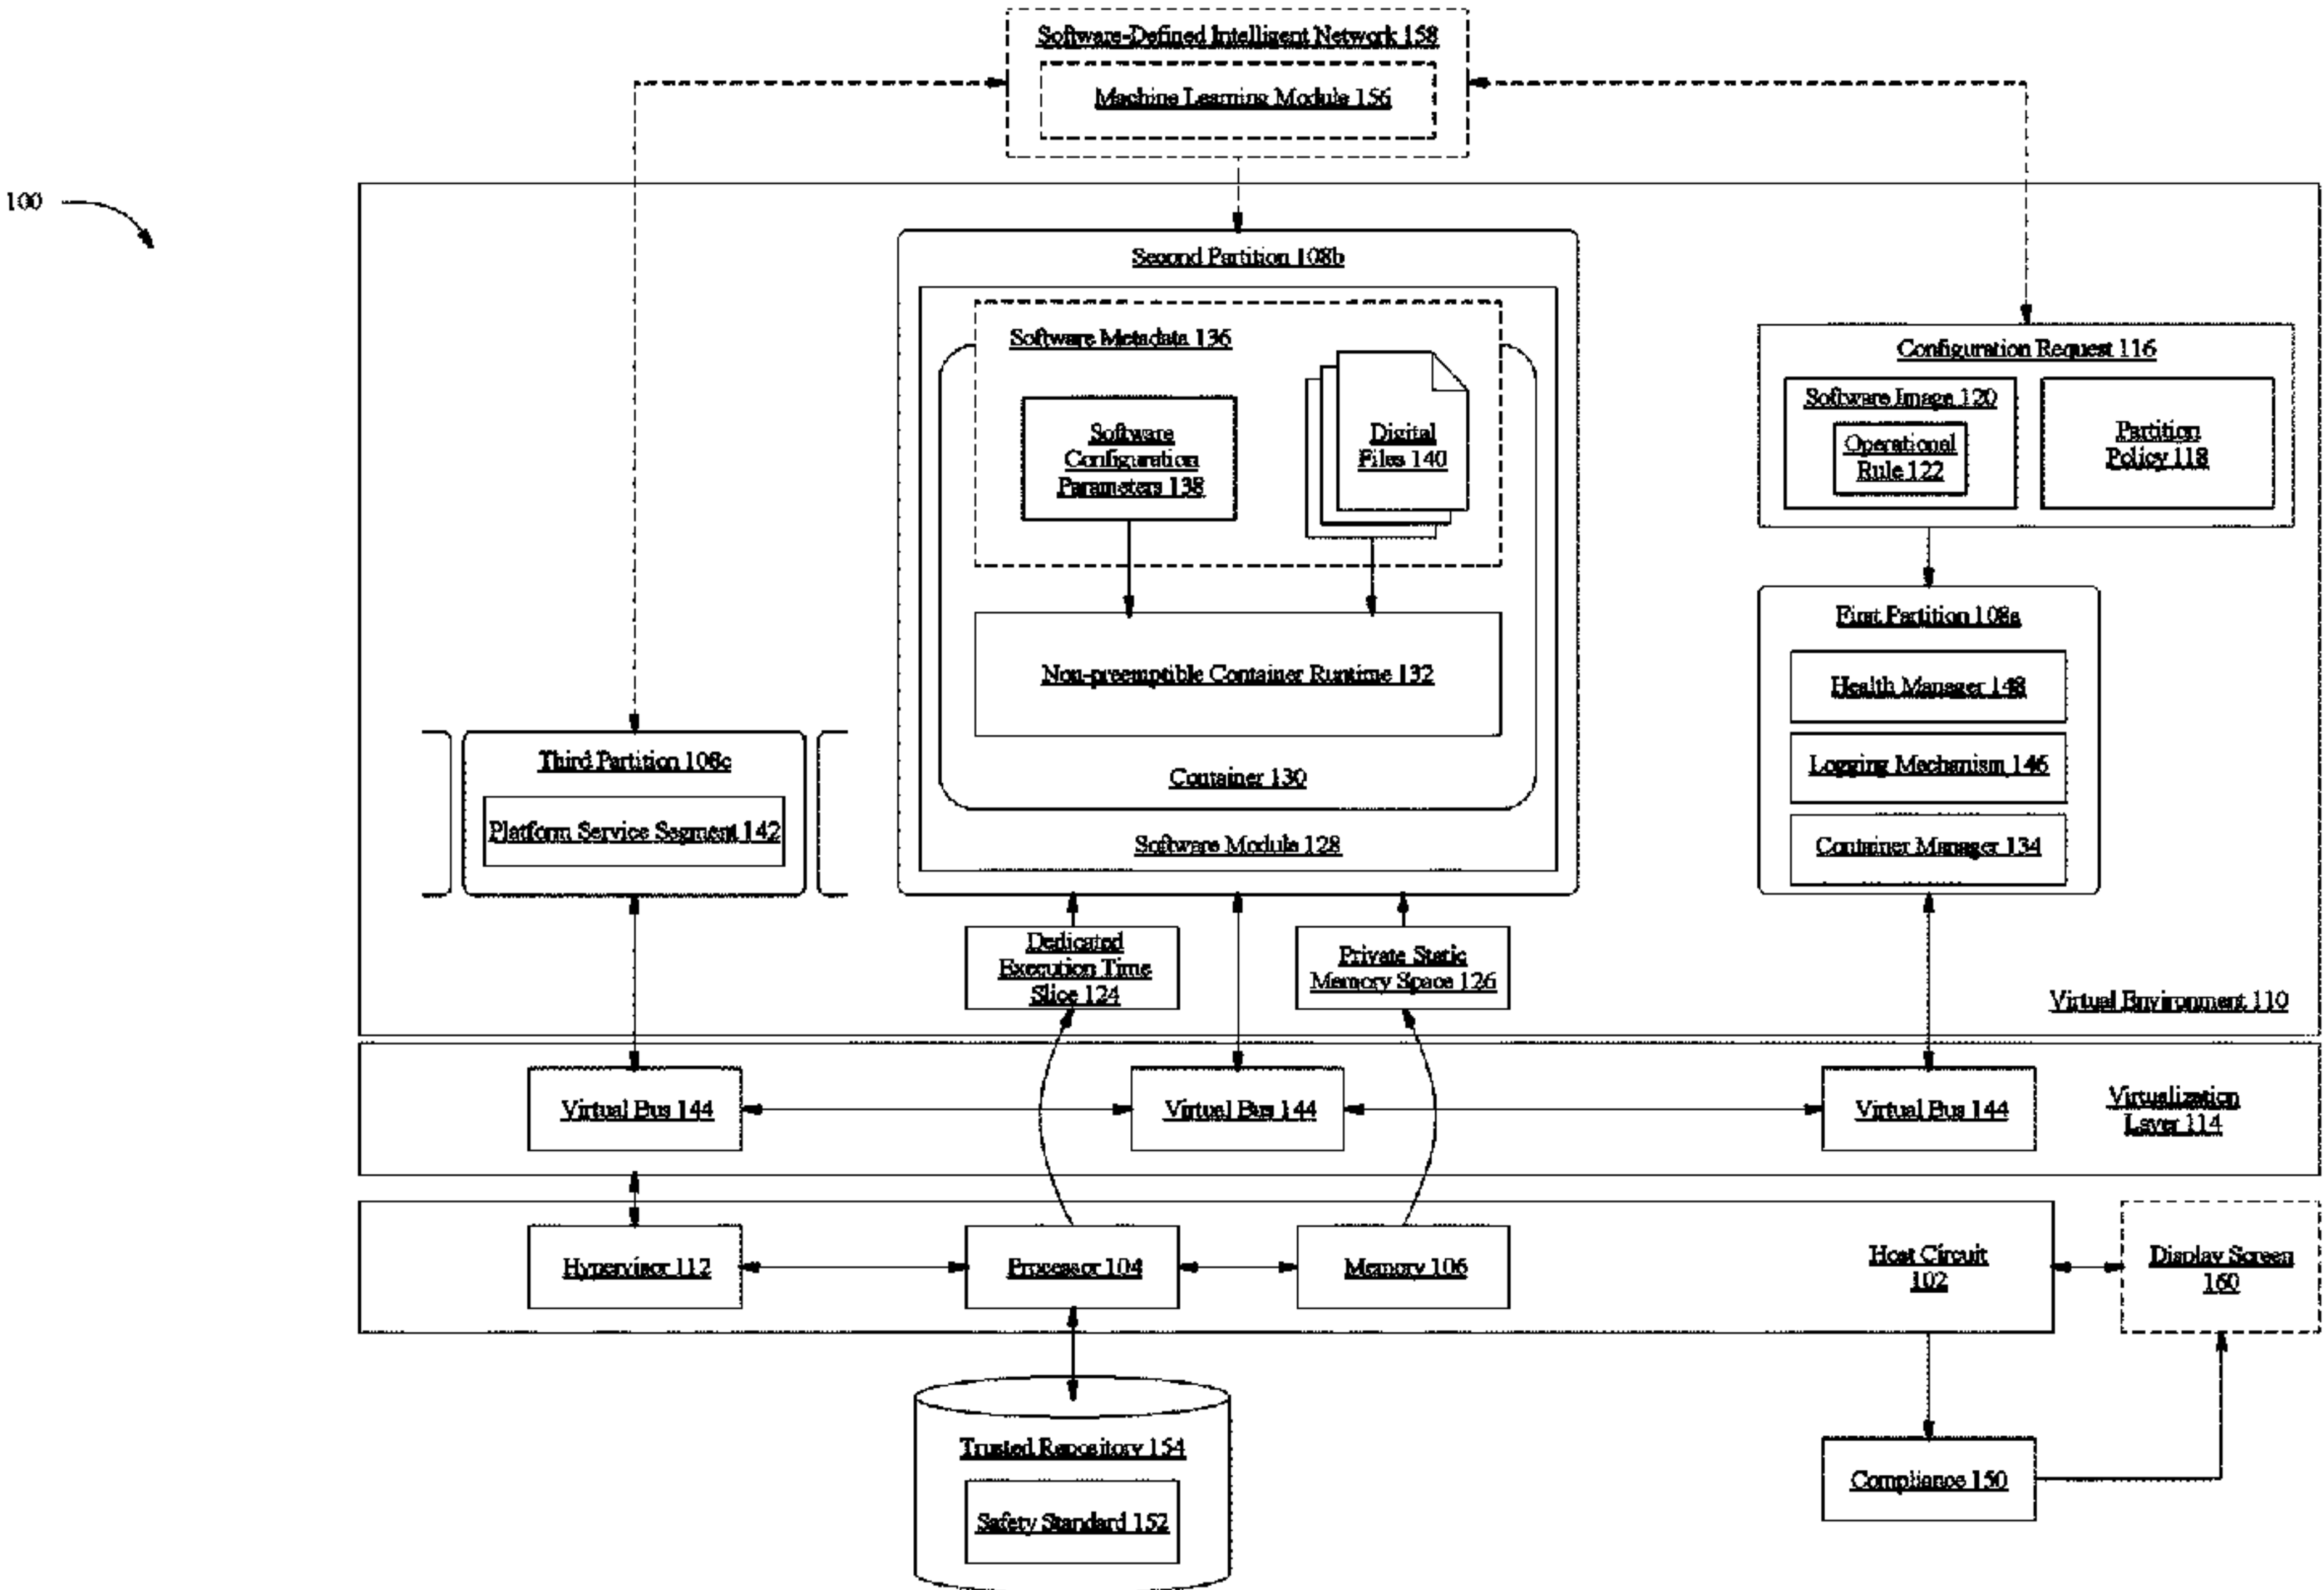 Software-Defined Intelligent Network 158
Machine Learning Module 156
100
Second Partition 108b
Software Metadata 136
Software
Configuration
Parameters 138
Digital
Files 140
Non-preemptible Container Runtime 132
Container 130
Software Module 128
Configuration Request 116
Software Image 120
Operational
Rule 122
Partition
Policy 118
First Partition 108a
Health Manager 148
Logging Mechanism 146
Container Manager 134
Third Partition 108c
Platform Service Segment 142
Dedicated
Execution Time
Slice 124
Private Static
Memory Space 126
Virtual Environment 110
Virtual Bus 144
Virtual Bus 144
Virtual Bus 144
Virtualization
Layer 114
Hypervisor 112
Processor 104
Memory 106
Host Circuit
102
Display Screen
160
Trusted Repository 154
Safety Standard 152
Compliance 150